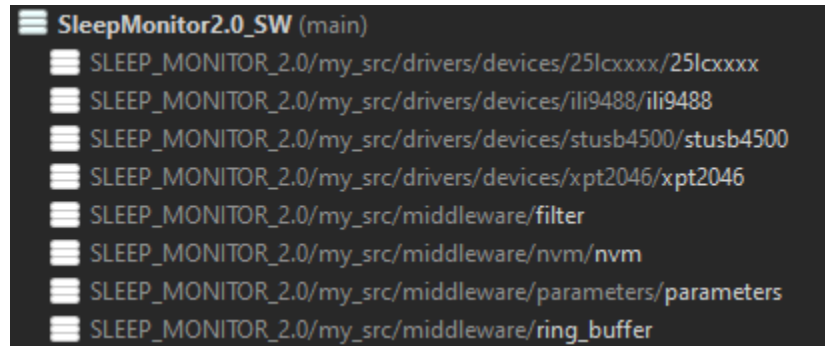 SleepMonitor2.0_SW (main)
SLEEP_MONITOR_2.0/my_src/drivers/devices/25lcxxxx/25lcxxxx
SLEEP_MONITOR_2.0/my_src/drivers/devices/ili9488/ili9488
SLEEP_MONITOR_2.0/my_src/drivers/devices/stusb4500/stusb4500
SLEEP_MONITOR_2.0/my_src/drivers/devices/xpt2046/xpt2046
SLEEP_MONITOR_2.0/my_src/middleware/filter
SLEEP_MONITOR_2.0/my_src/middleware/nvm/nvm
SLEEP_MONITOR_2.0/my_src/middleware/parameters/parameters
SLEEP_MONITOR_2.0/my_src/middleware/ring_buffer